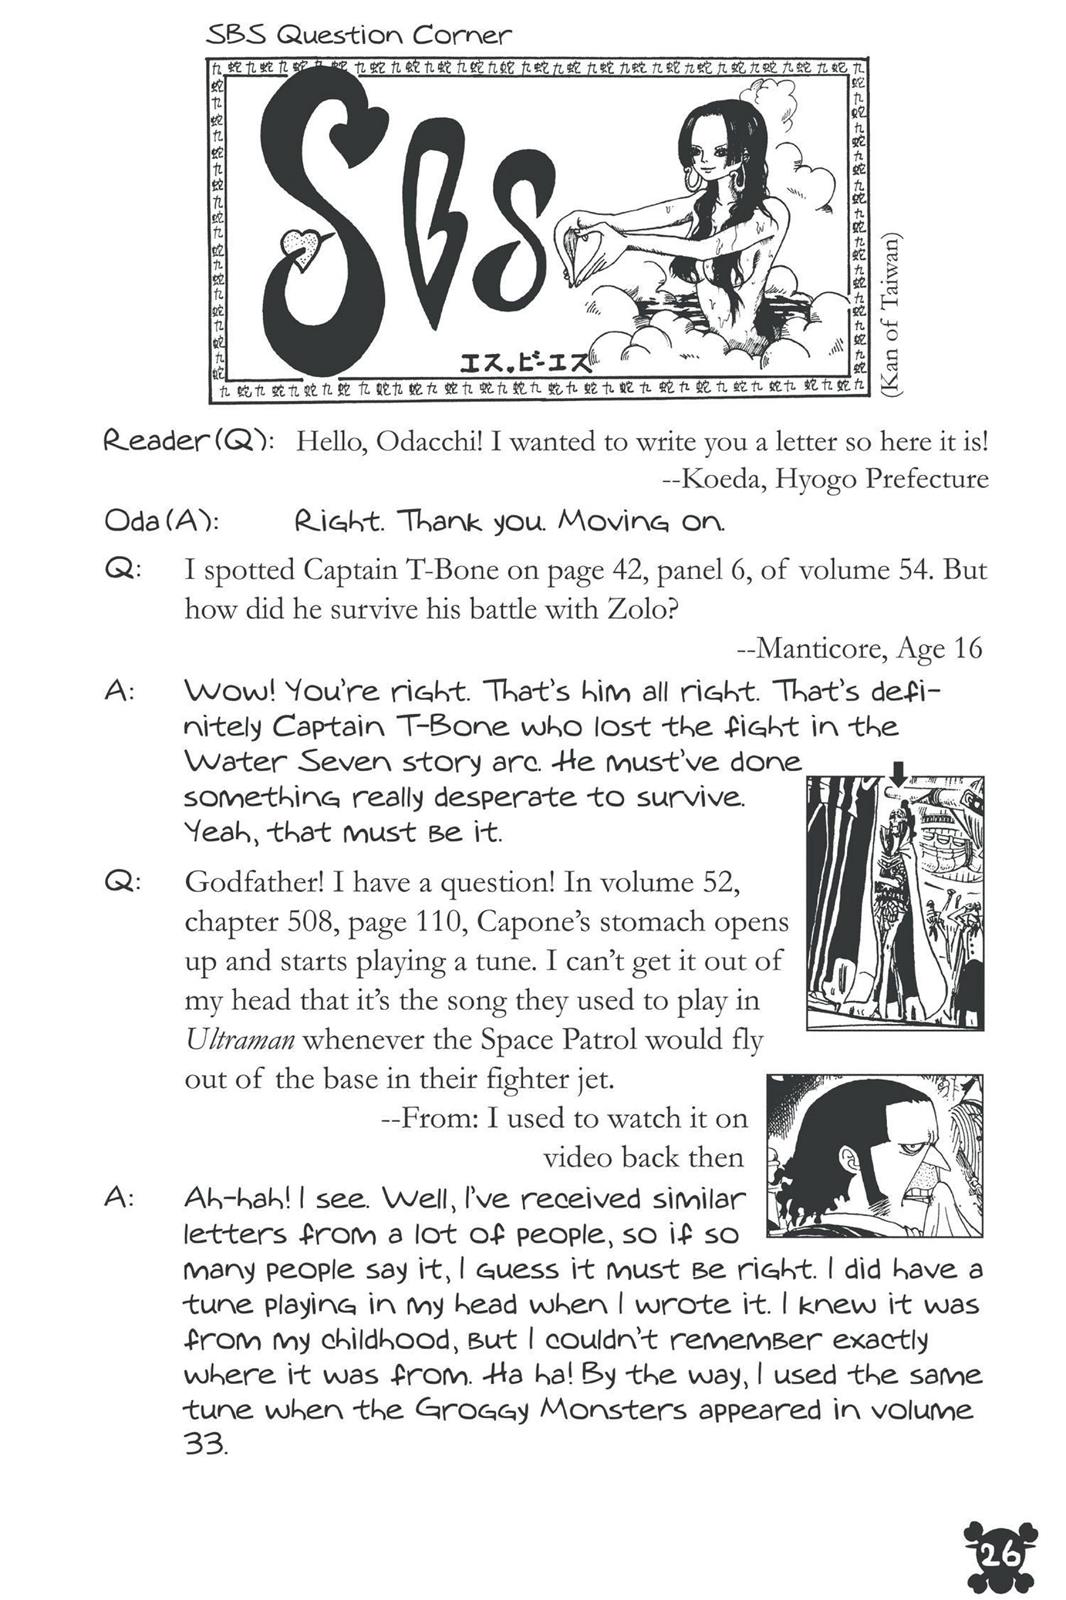 SBS Question Corner
SBS
エス.ビーエス
(Kan of Taiwan)
Reader(Q): Hello, Odacchi! I wanted to write you a letter so here it is!
--Koeda, Hyogo Prefecture
Oda(A): Right. Thank you. Moving on.
Q: I spotted Captain T-Bone on page 42, panel 6, of volume 54. But
how did he survive his battle with Zolo?
--Manticore, Age 16
A: Wow! You're right. That's him all right. That's defi-
nitely Captain T-Bone who lost the fight in the
Water Seven story arc. He must've done
something really desperate to survive.
Yeah, that must be it.
Q: Godfather! I have a question! In volume 52,
chapter 508, page 110, Capone's stomach opens
up and starts playing a tune. I can't get it out of
my head that it's the song they used to play in
Ultraman whenever the Space Patrol would fly
out of the base in their fighter jet.
--From: I used to watch it on
video back then
A: Ah-hah! I see. Well, I've received similar
letters from a lot of people, so if so
many people say it, I guess it must be right. I did have a
tune playing in my head when I wrote it. I knew it was
from my childhood, but I couldn't remember exactly
where it was from. Ha ha! By the way, I used the same
tune when the Groggy Monsters appeared in volume
33.
26